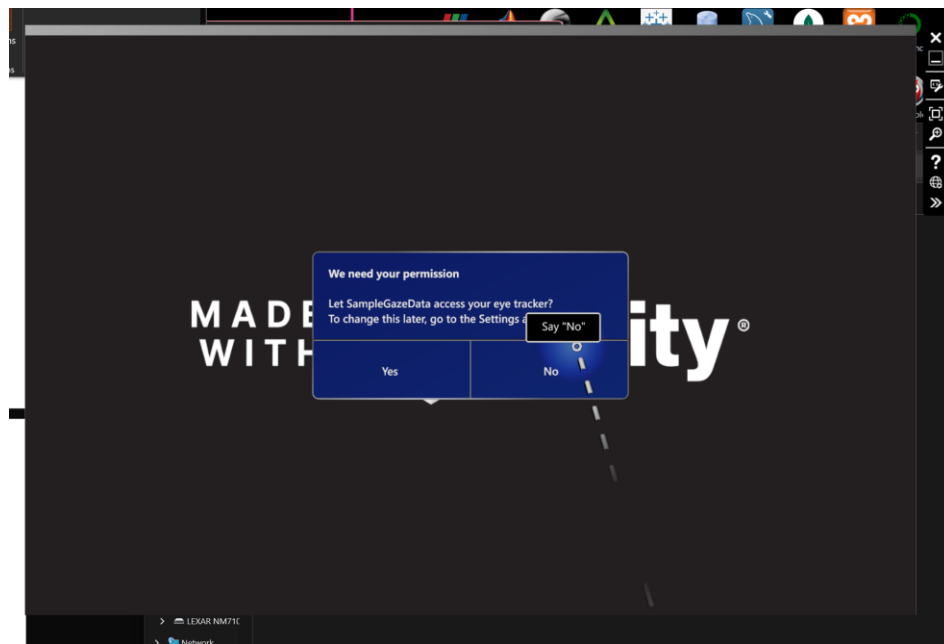 We need your permission
Let SampleGazeData access your eye tracker?
To change this later, go to the Settings
Say "No"
Yes
No
MADE
WITH
ity®
LEXAR NM71
Network